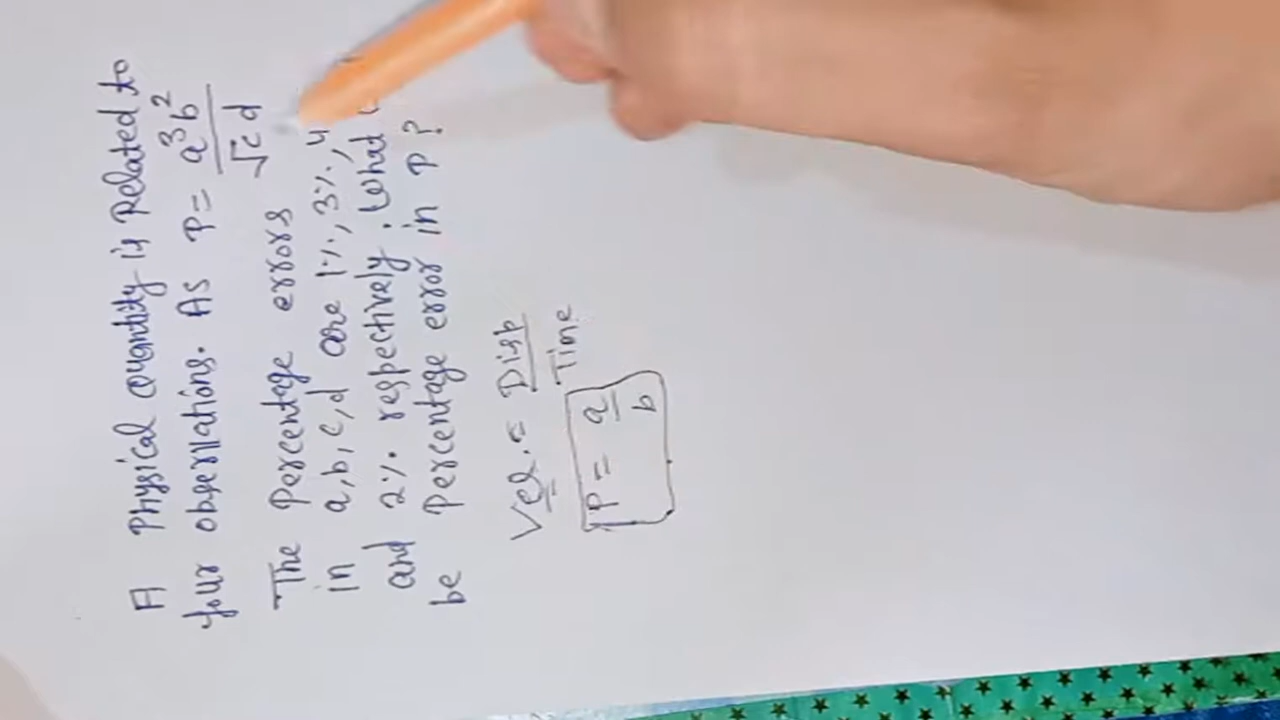 A Physical quantity is Related to
four observations. As P = a³b² / √c d
The Percentage errors
in a, b, c, d are 1%, 3%, 4
and 2% respectively. What
be Percentage error in P?
Vel. = Disp / Time
P = a / b